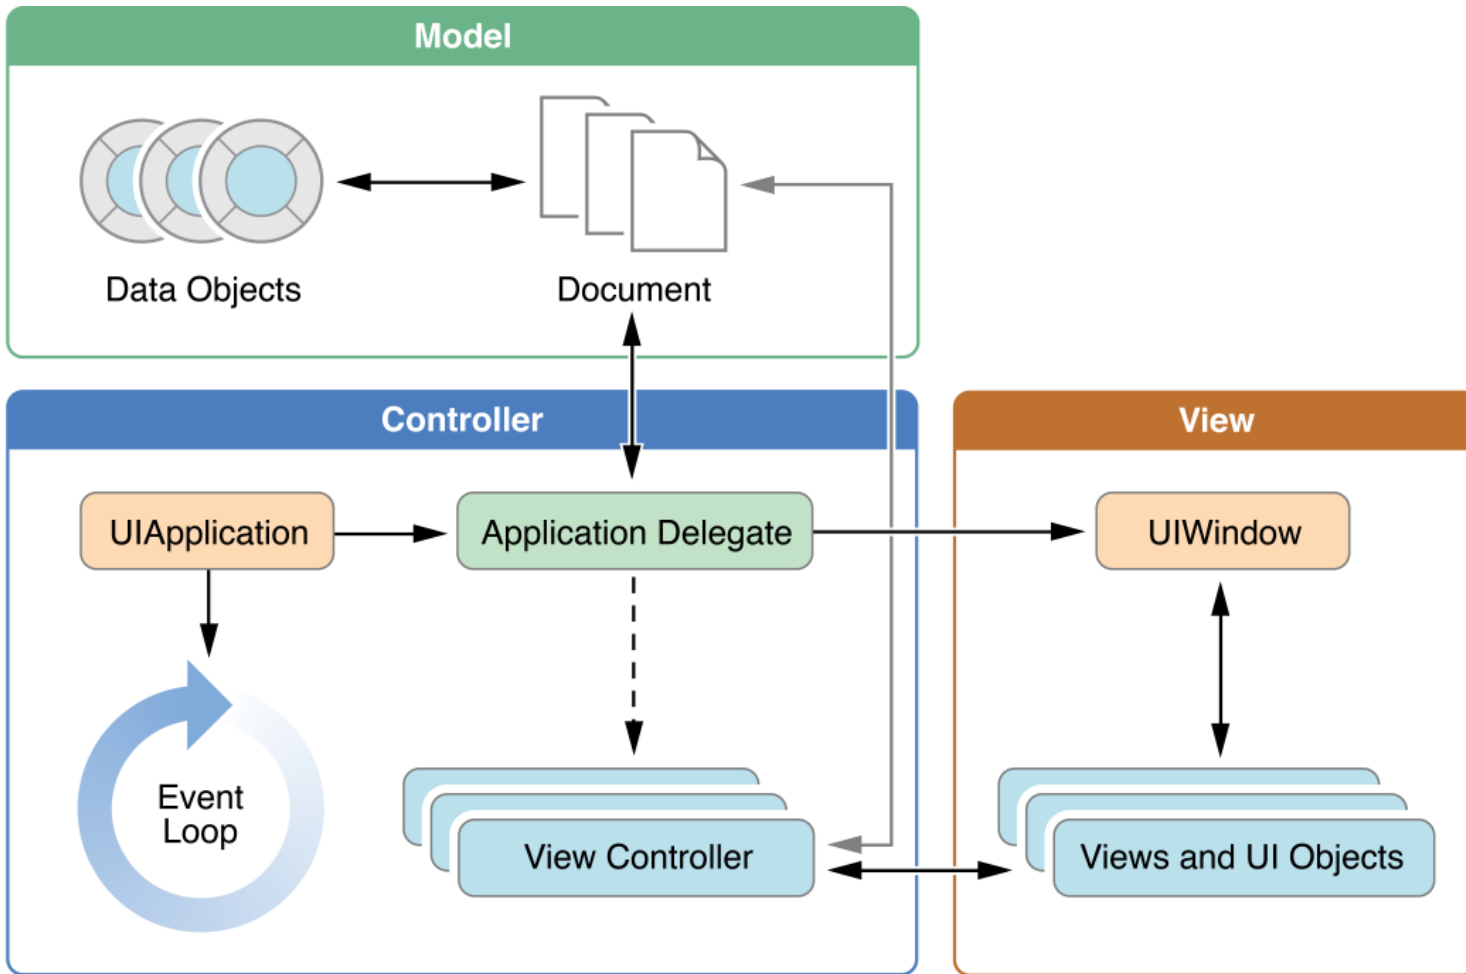 Model
Data Objects
Document
Controller
View
UIApplication
Application Delegate
UIWindow
Event
Loop
View Controller
Views and UI Objects